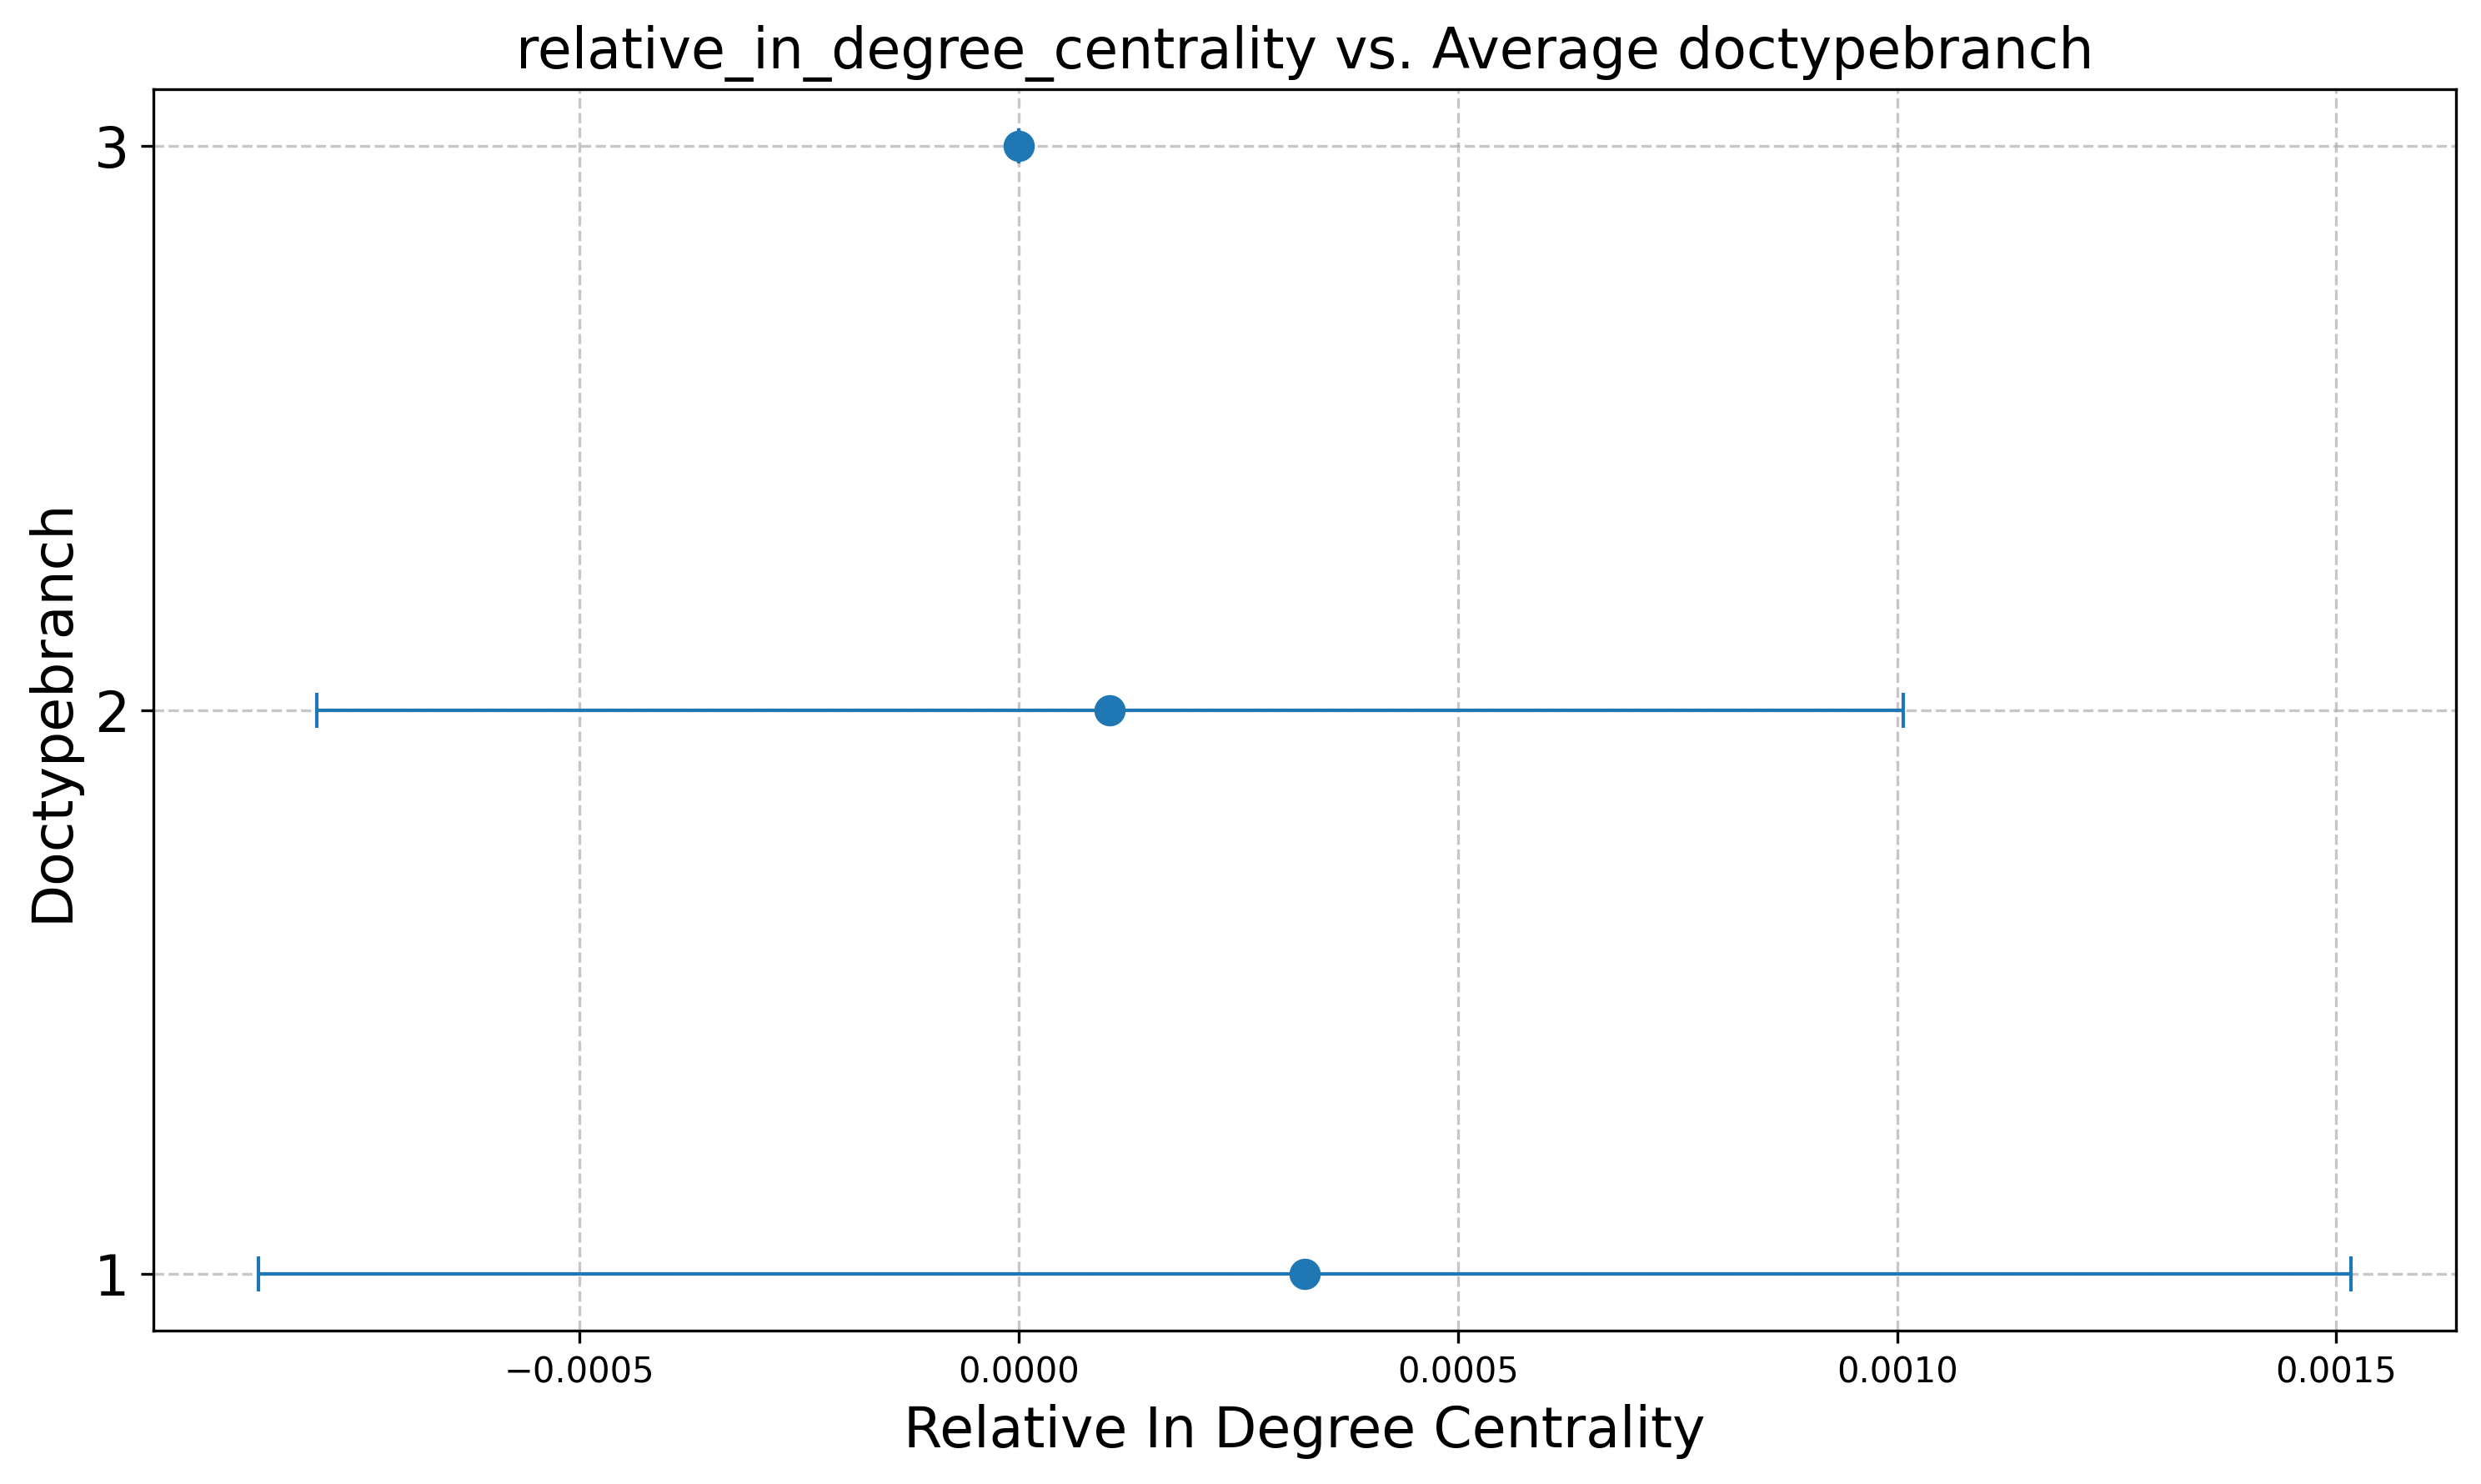 relative_in_degree_centrality vs. Average doctypebranch
3
2
1
Doctypebranch
−0.0005 0.0000 0.0005 0.0010 0.0015
Relative In Degree Centrality